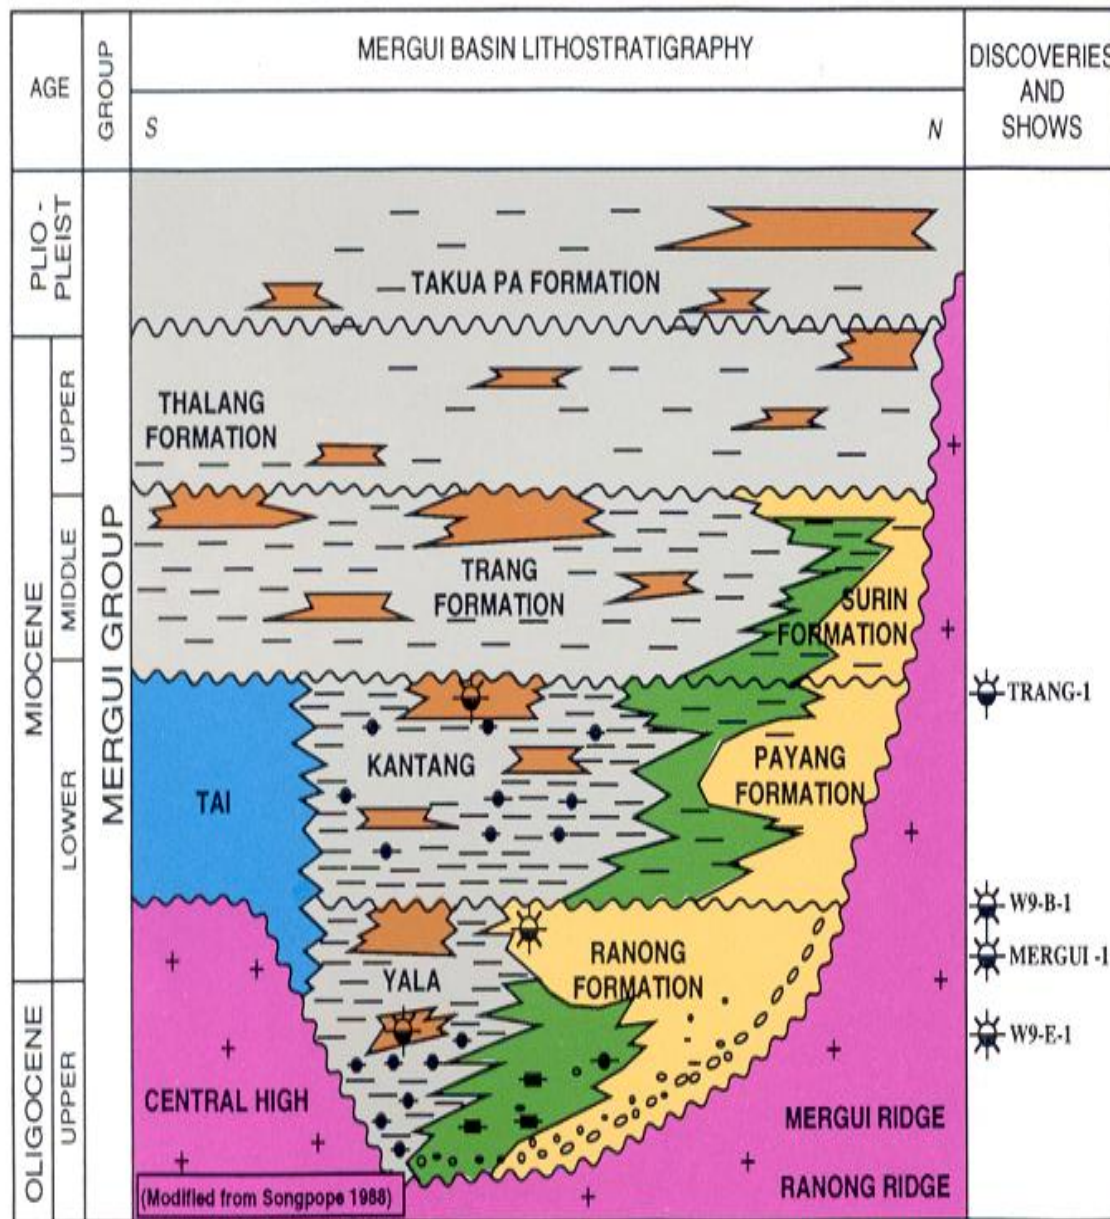 AGE
GROUP
MERGUI BASIN LITHOSTRATIGRAPHY
DISCOVERIES
AND
SHOWS
S
N
PLIO -
PLEIST
MIOCENE
UPPER
MIDDLE
LOWER
OLIGOCENE
UPPER
MERGUI GROUP
TAKUA PA FORMATION
THALANG
FORMATION
TRANG
FORMATION
SURIN
FORMATION
TAI
KANTANG
PAYANG
FORMATION
YALA
RANONG
FORMATION
CENTRAL HIGH
MERGUI RIDGE
RANONG RIDGE
(Modified from Songpope 1988)
TRANG-1
W9-B-1
MERGUI -1
W9-E-1